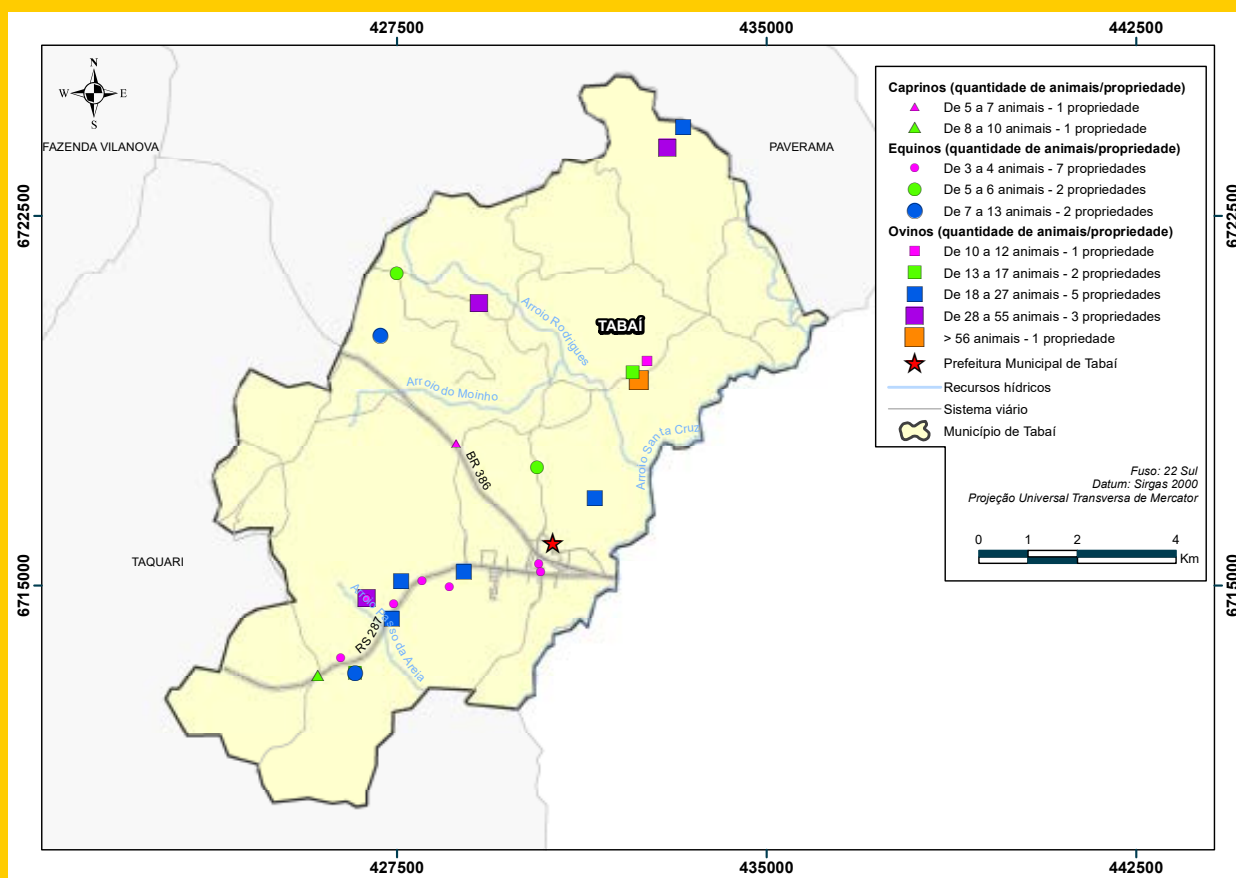 427500
435000
442500
N
W
E
S
FAZENDA VILANOVA
PAVERAMA
6722500
6722500
TABAÍ
Arroio Rodrigues
Arroio do Moinho
Arroio Santa Cruz
BR 386
TAQUARI
6715000
6715000
Arroio Passo da Areia
RS 287
Caprinos (quantidade de animais/propriedade)
De 5 a 7 animais - 1 propriedade
De 8 a 10 animais - 1 propriedade
Equinos (quantidade de animais/propriedade)
De 3 a 4 animais - 7 propriedades
De 5 a 6 animais - 2 propriedades
De 7 a 13 animais - 2 propriedades
Ovinos (quantidade de animais/propriedade)
De 10 a 12 animais - 1 propriedade
De 13 a 17 animais - 2 propriedades
De 18 a 27 animais - 5 propriedades
De 28 a 55 animais - 3 propriedades
> 56 animais - 1 propriedade
Prefeitura Municipal de Tabaí
Recursos hídricos
Sistema viário
Município de Tabaí
Fuso: 22 Sul
Datum: Sirgas 2000
Projeção Universal Transversa de Mercator
0 1 2 4
Km
427500
435000
442500